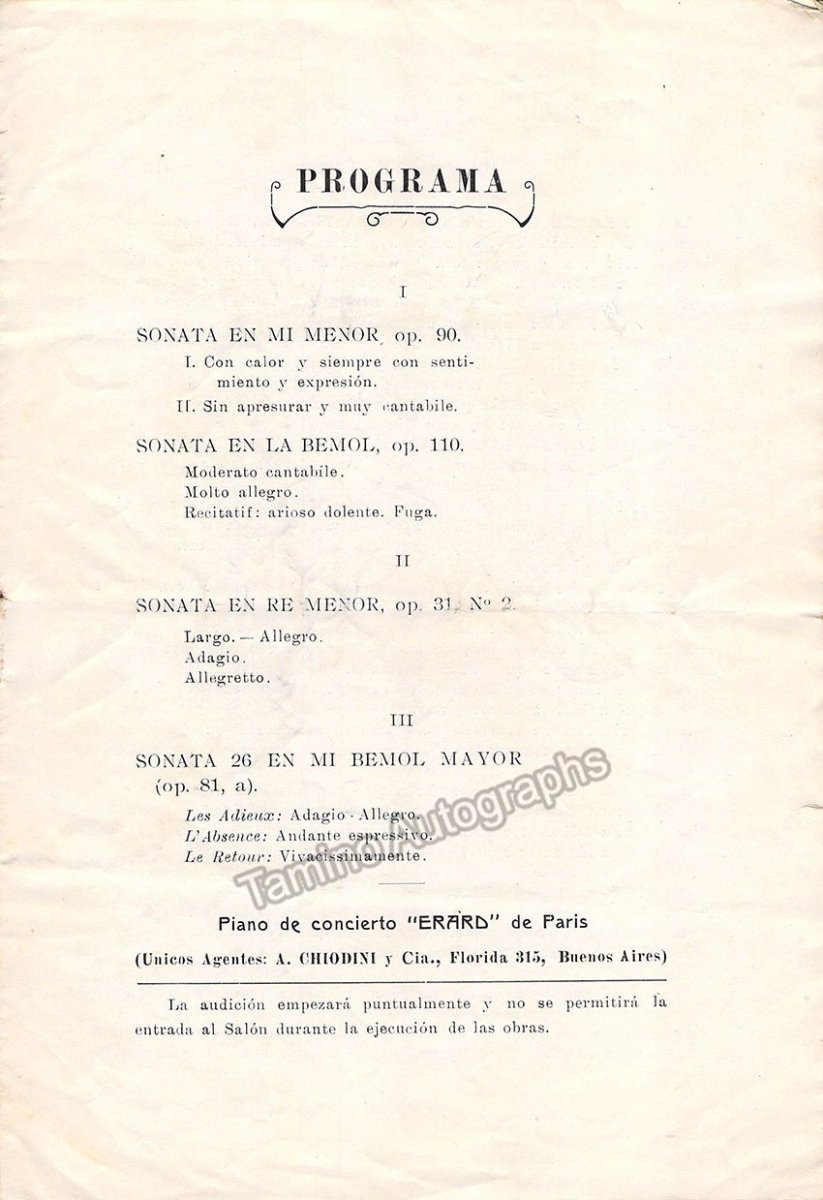 PROGRAMA
I
SONATA EN MI MENOR, op. 90.
I. Con calor y siempre con senti-
miento y expresión.
II. Sin apresurar y muy cantabile.
SONATA EN LA BEMOL, op. 110.
Moderato cantabile.
Molto allegro.
Recitatif: arioso dolente. Fuga.
II
SONATA EN RE MENOR, op. 31, Nº 2.
Largo. — Allegro.
Adagio.
Allegretto.
III
SONATA 26 EN MI BEMOL MAYOR
(op. 81, a).
Les Adieux: Adagio - Allegro.
L'Absence: Andante espressivo.
Le Retour: Vivacissimamente.
Tamino Autographs
Piano de concierto "ERARD" de Paris
(Unicos Agentes: A. CHIODINI y Cia., Florida 315, Buenos Aires)
La audición empezará puntualmente y no se permitirá la
entrada al Salón durante la ejecución de las obras.